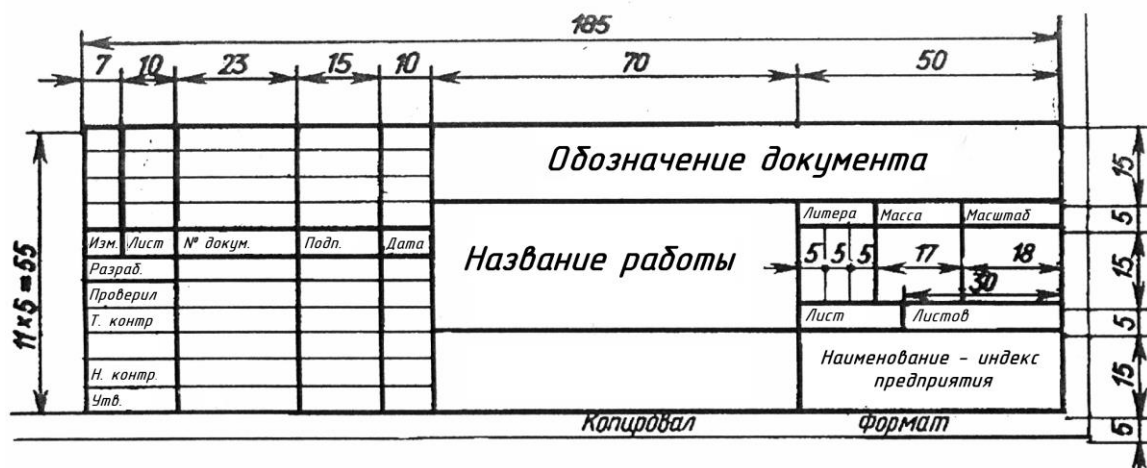 185
7 10 23 15 10 70 50
Обозначение документа
15
Литера Масса Масштаб
5
Изм. Лист № докум. Подп. Дата
Название работы
5 5 5 17 18
15
Разраб.
30
Проверил
11×5=55
Т. контр
Лист Листов
5
Наименование - индекс
предприятия
15
Н. контр.
Утв.
Копировал Формат
5